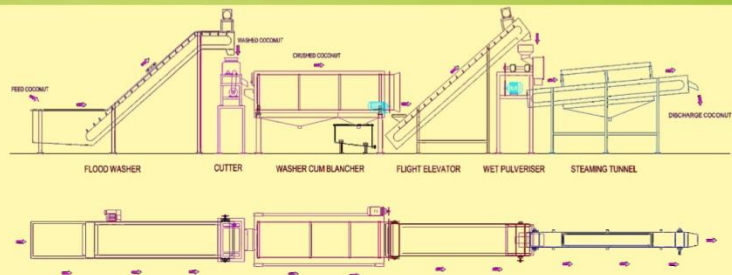 WASHED COCONUT
CRUSHED COCONUT
FEED COCONUT
DISCHARGE COCONUT
FLOOD WASHER
CUTTER
WASHER CUM BLANCHER
FLIGHT ELEVATOR
WET PULVERISER
STEAMING TUNNEL